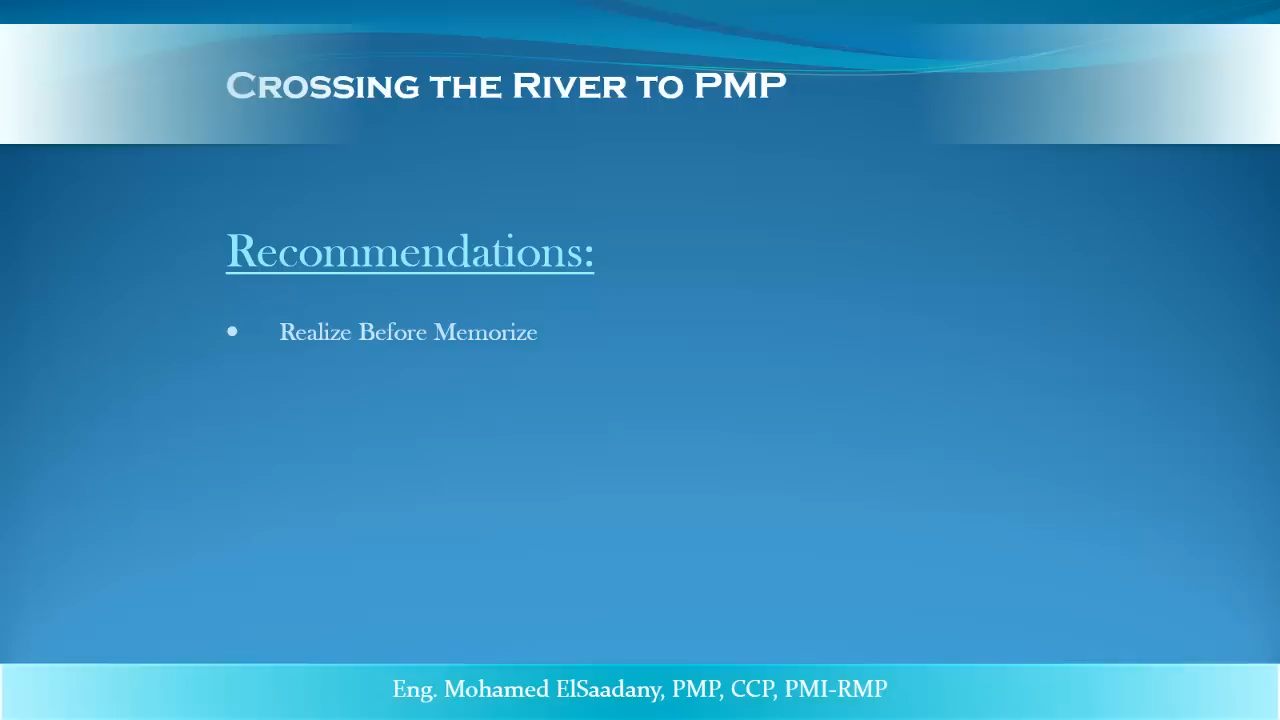 Crossing the River to PMP
Recommendations:
• Realize Before Memorize
Eng. Mohamed ElSaadany, PMP, CCP, PMI-RMP